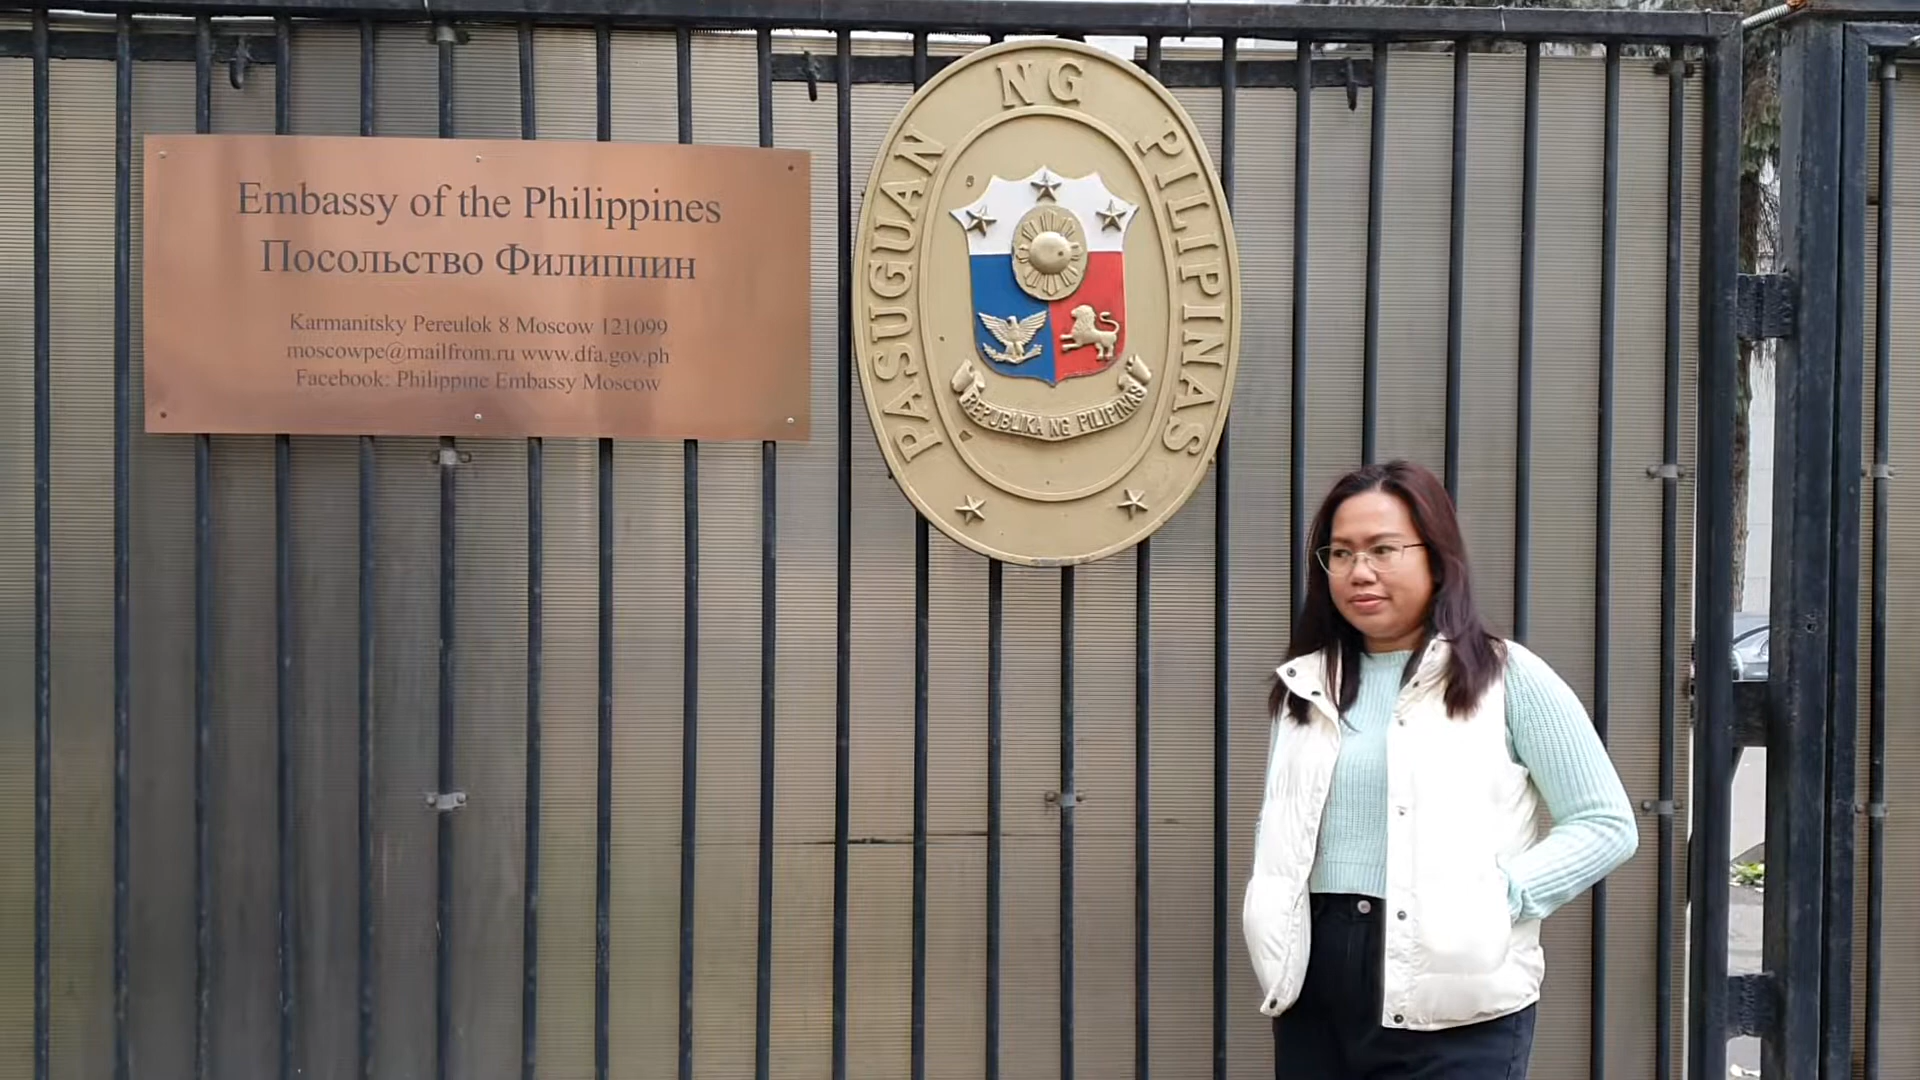 Embassy of the Philippines
Посольство Филиппин
Karmanitsky Pereulok 8 Moscow 121099
moscowpe@mailfrom.ru www.dfa.gov.ph
Facebook: Philippine Embassy Moscow
PASUGUAN NG PILIPINAS
REPUBLIKA NG PILIPINAS